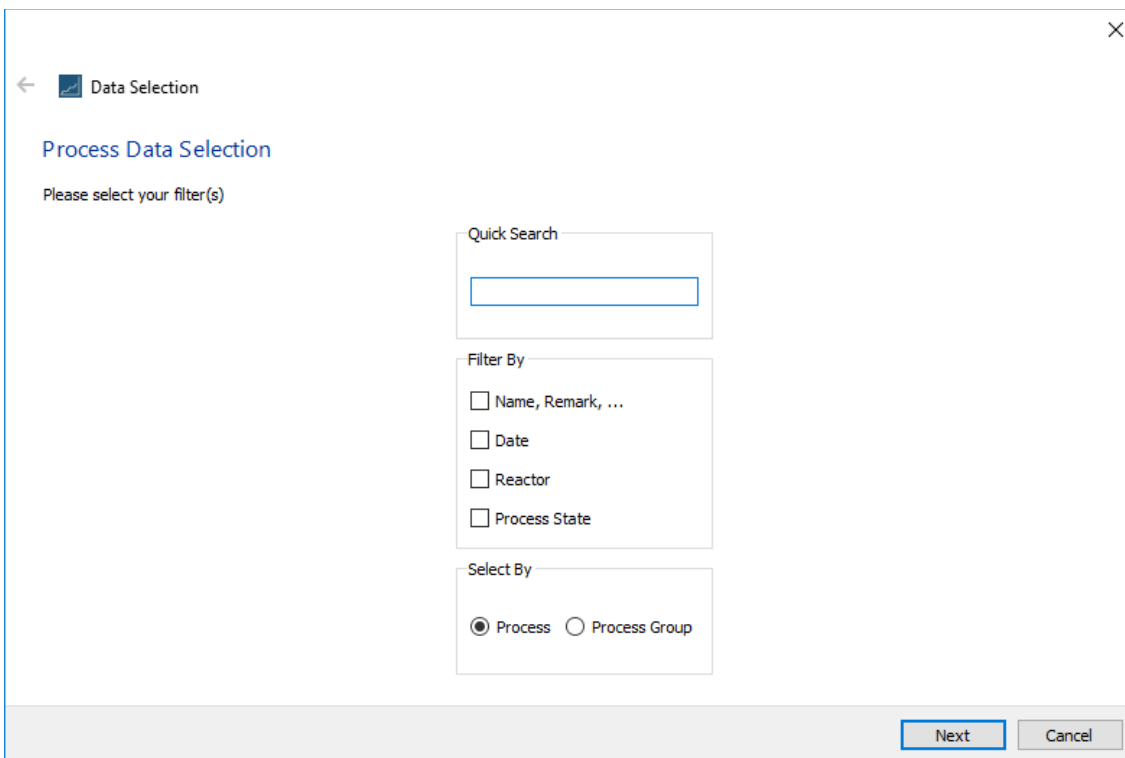 Data Selection
Process Data Selection
Please select your filter(s)
Quick Search
Filter By
Name, Remark, ...
Date
Reactor
Process State
Select By
Process Process Group
Next Cancel